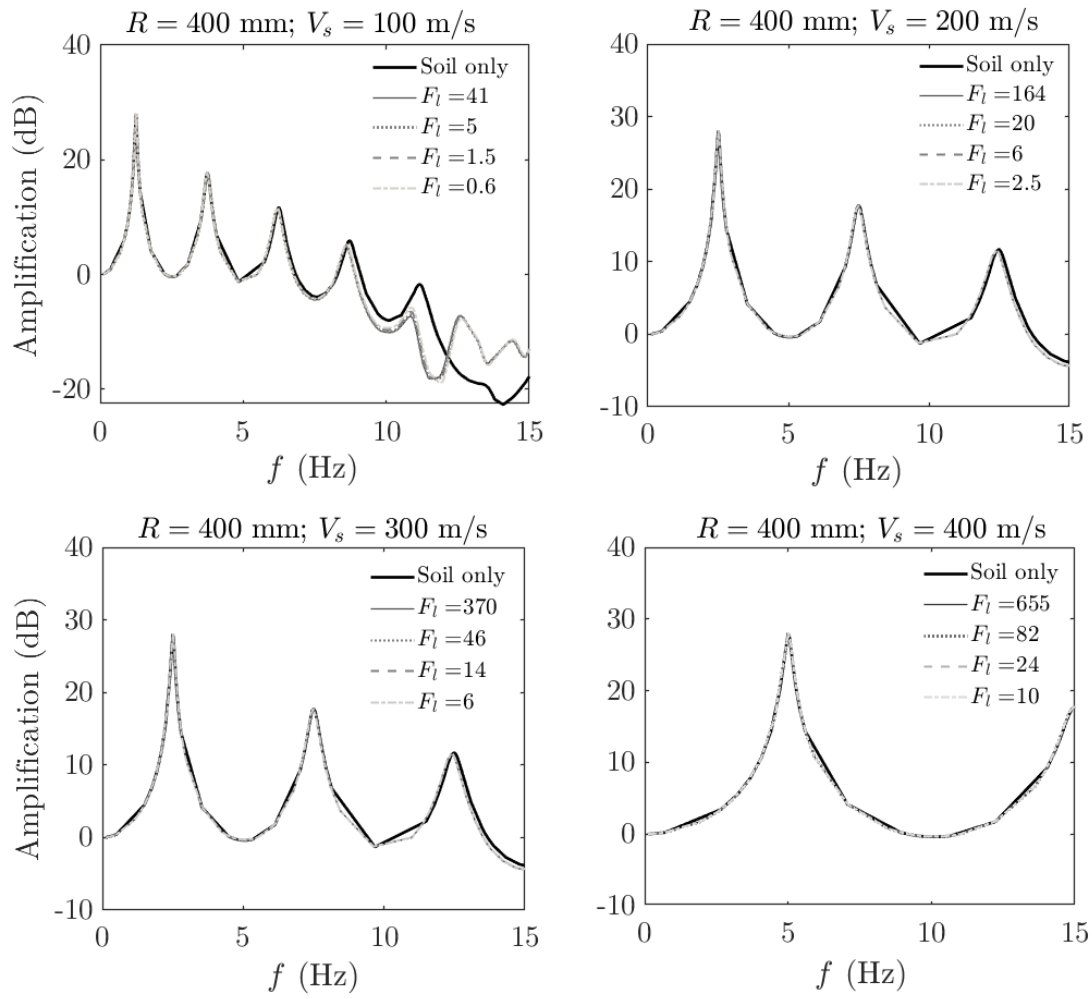 R = 400 mm; V_s = 100 m/s
40
20
0
-20
Amplification (dB)
Soil only
F_l =41
F_l =5
F_l =1.5
F_l =0.6
0 5 10 15
f (Hz)
R = 400 mm; V_s = 200 m/s
40
30
20
10
0
-10
Soil only
F_l =164
F_l =20
F_l =6
F_l =2.5
0 5 10 15
f (Hz)
R = 400 mm; V_s = 300 m/s
40
30
20
10
0
-10
Amplification (dB)
Soil only
F_l =370
F_l =46
F_l =14
F_l =6
0 5 10 15
f (Hz)
R = 400 mm; V_s = 400 m/s
40
30
20
10
0
-10
Soil only
F_l =655
F_l =82
F_l =24
F_l =10
0 5 10 15
f (Hz)